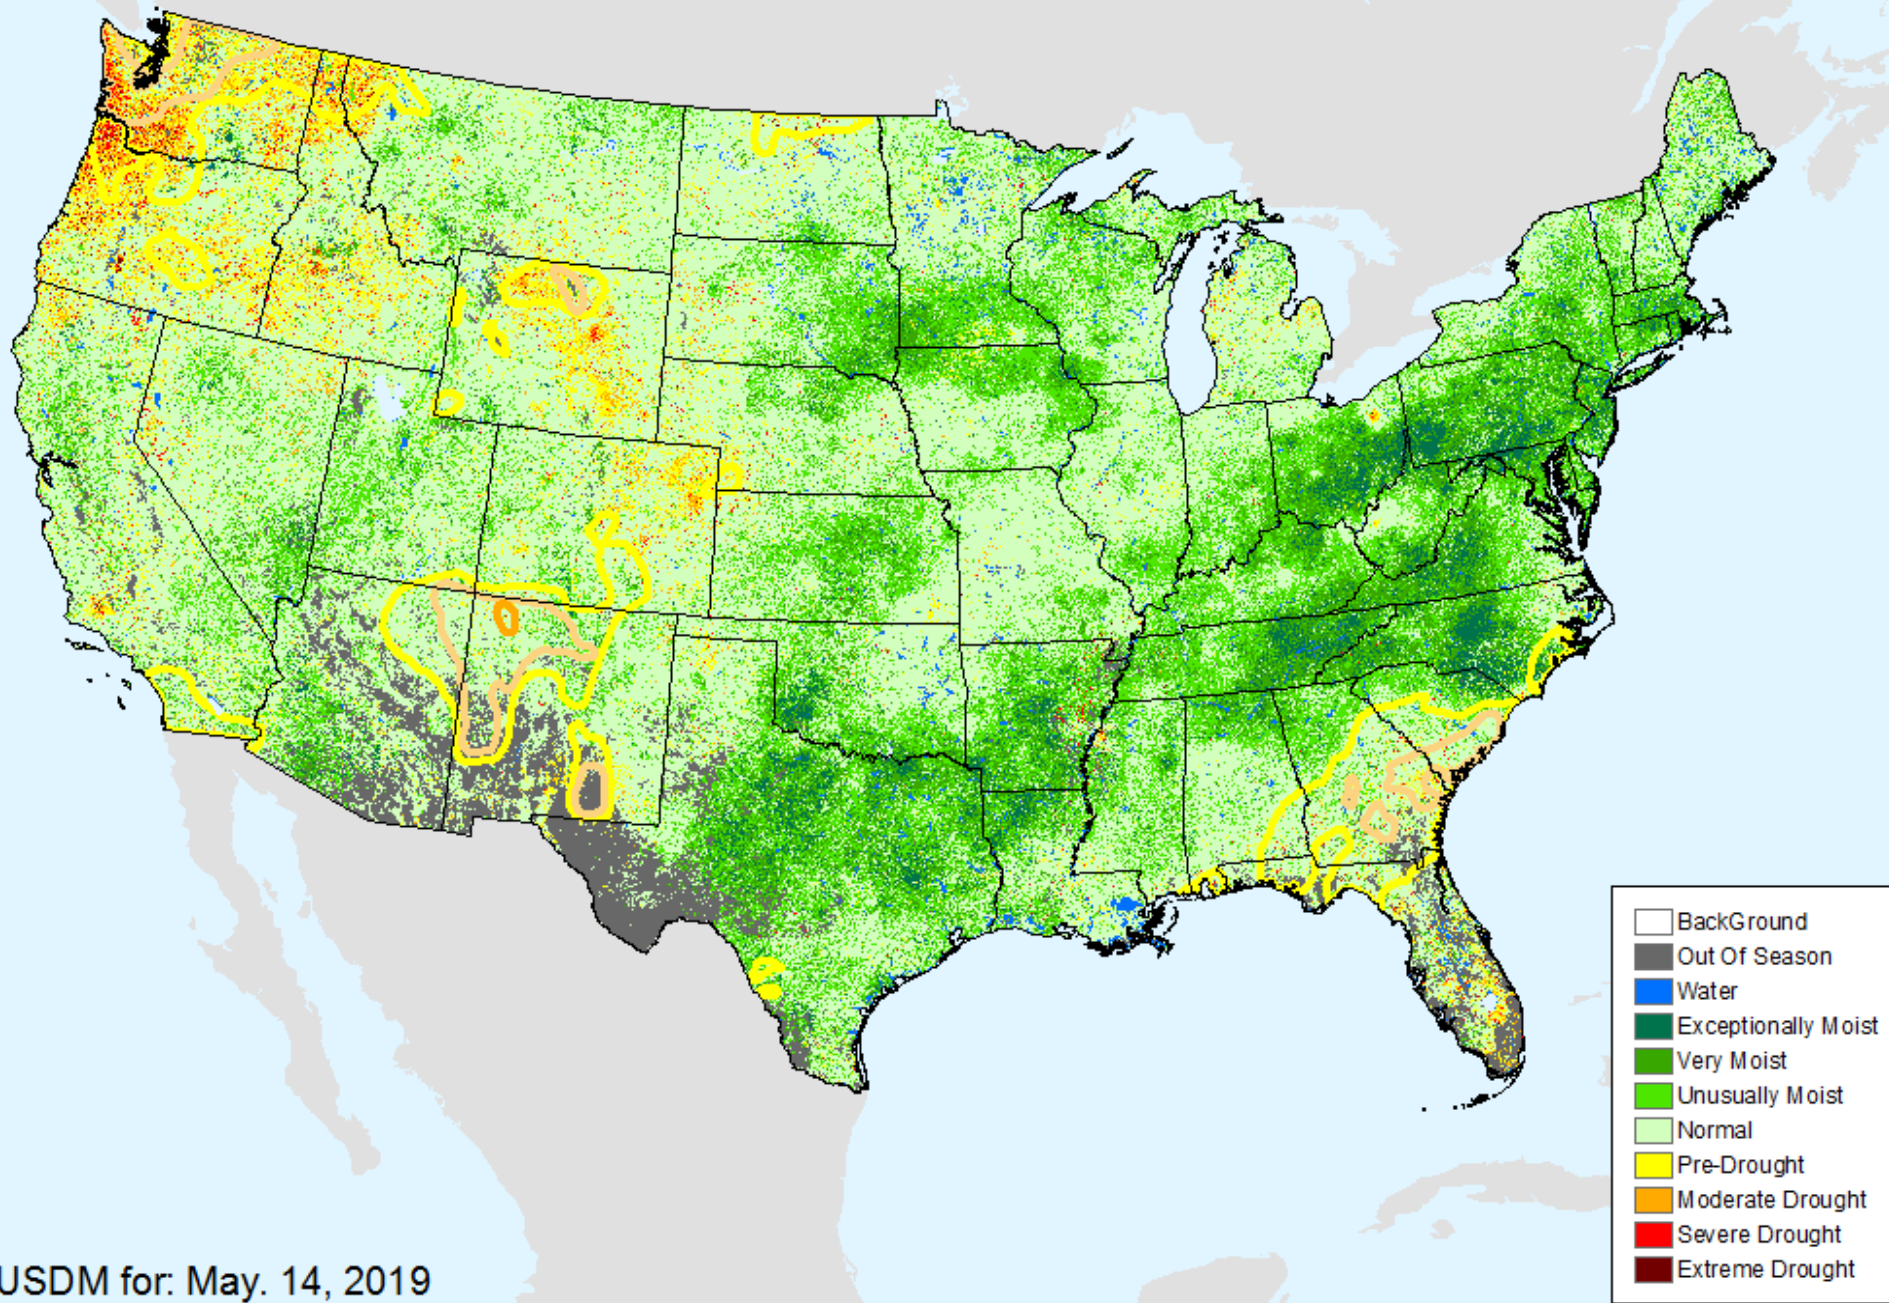 BackGround
Out Of Season
Water
Exceptionally Moist
Very Moist
Unusually Moist
Normal
Pre-Drought
Moderate Drought
Severe Drought
Extreme Drought
USDM for: May. 14, 2019